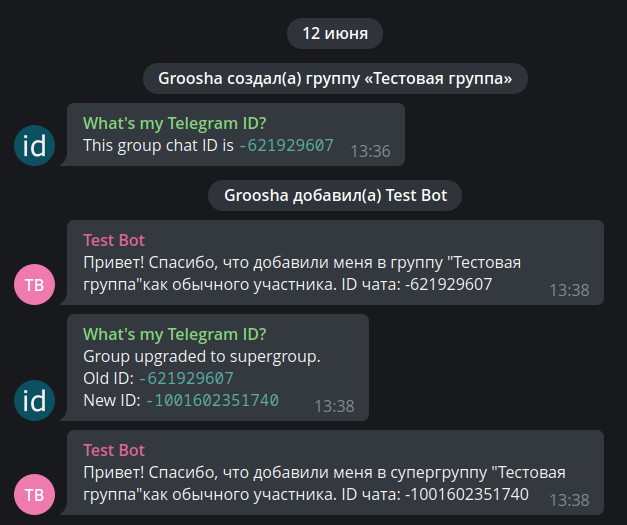 12 июня
Groosha создал(а) группу «Тестовая группа»
What's my Telegram ID?
This group chat ID is -621929607 13:36
id
Groosha добавил(а) Test Bot
Test Bot
Привет! Спасибо, что добавили меня в группу "Тестовая
группа"как обычного участника. ID чата: -621929607 13:38
TB
What's my Telegram ID?
Group upgraded to supergroup.
Old ID: -621929607
New ID: -1001602351740 13:38
id
Test Bot
Привет! Спасибо, что добавили меня в супергруппу "Тестовая
группа"как обычного участника. ID чата: -1001602351740 13:38
TB